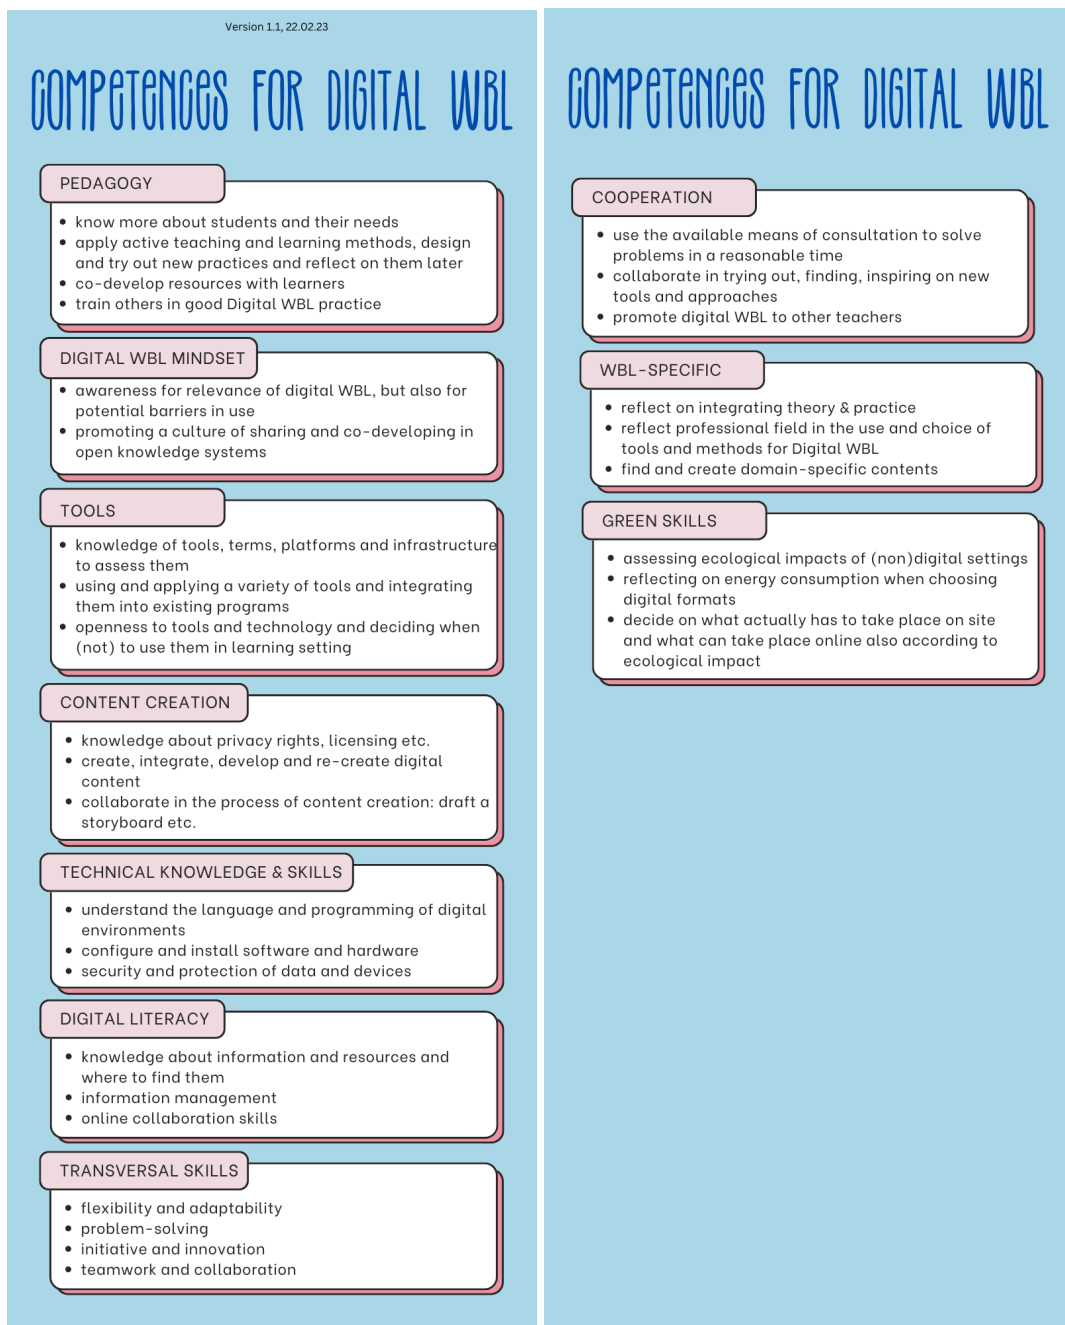 Version 1.1, 22.02.23
COMPETENCES FOR DIGITAL WBL
PEDAGOGY
• know more about students and their needs
• apply active teaching and learning methods, design
and try out new practices and reflect on them later
• co-develop resources with learners
• train others in good Digital WBL practice
DIGITAL WBL MINDSET
• awareness for relevance of digital WBL, but also for
potential barriers in use
• promoting a culture of sharing and co-developing in
open knowledge systems
TOOLS
• knowledge of tools, terms, platforms and infrastructure
to assess them
• using and applying a variety of tools and integrating
them into existing programs
• openness to tools and technology and deciding when
(not) to use them in learning setting
CONTENT CREATION
• knowledge about privacy rights, licensing etc.
• create, integrate, develop and re-create digital
content
• collaborate in the process of content creation: draft a
storyboard etc.
TECHNICAL KNOWLEDGE & SKILLS
• understand the language and programming of digital
environments
• configure and install software and hardware
• security and protection of data and devices
DIGITAL LITERACY
• knowledge about information and resources and
where to find them
• information management
• online collaboration skills
TRANSVERSAL SKILLS
• flexibility and adaptability
• problem-solving
• initiative and innovation
• teamwork and collaboration
COMPETENCES FOR DIGITAL WBL
COOPERATION
• use the available means of consultation to solve
problems in a reasonable time
• collaborate in trying out, finding, inspiring on new
tools and approaches
• promote digital WBL to other teachers
WBL-SPECIFIC
• reflect on integrating theory & practice
• reflect professional field in the use and choice of
tools and methods for Digital WBL
• find and create domain-specific contents
GREEN SKILLS
• assessing ecological impacts of (non)digital settings
• reflecting on energy consumption when choosing
digital formats
• decide on what actually has to take place on site
and what can take place online also according to
ecological impact